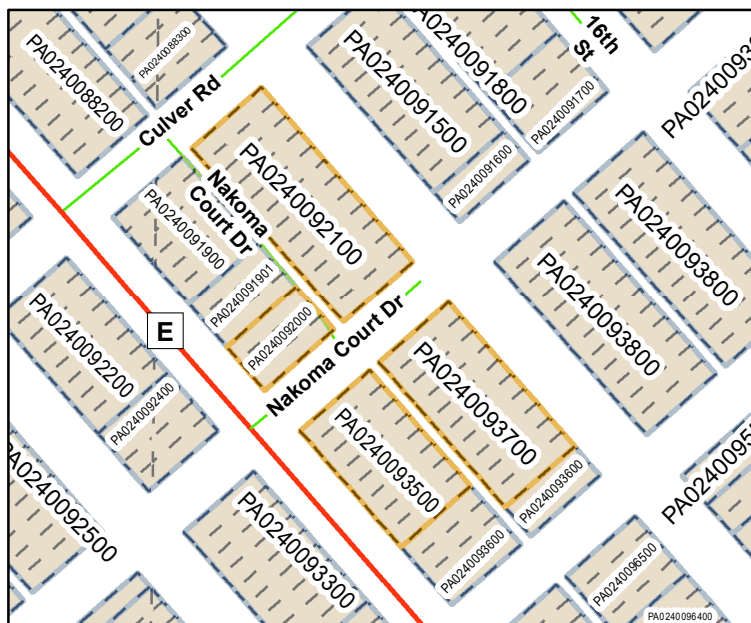 PA0240088300
16th
St
PA0240088200
Culver Rd
PA0240091800
PA0240091500
PA0240091700
PA0240091600
PA02400938
Nakoma
Court Dr
PA0240092100
PA0240091900
PA0240091901
PA0240092000
PA0240093800
PA0240093800
E
Nakoma Court Dr
PA0240092200
PA0240092400
PA0240093700
PA0240093500
PA0240093600
PA0240093600
PA0240092500
PA0240093300
PA0240096500
PA0240096400